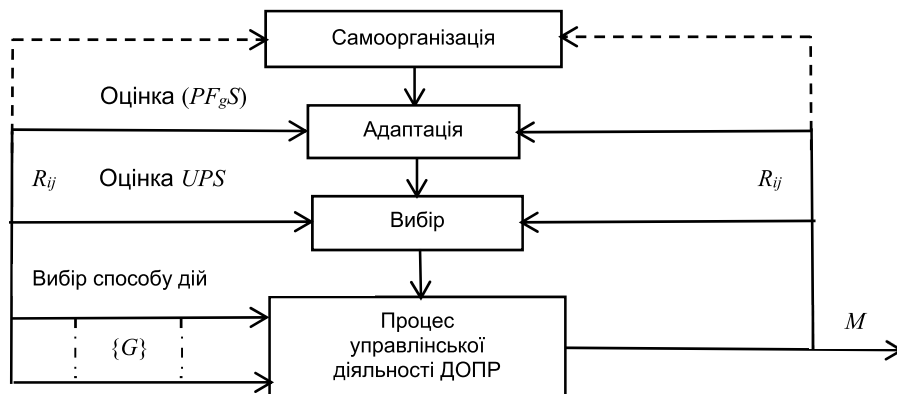 Самоорганізація
Оцінка (PFgS)
Адаптація
Rij
Оцінка UPS
Rij
Вибір
Вибір способу дій
{G}
Процес
управлінської
діяльності ДОПР
M